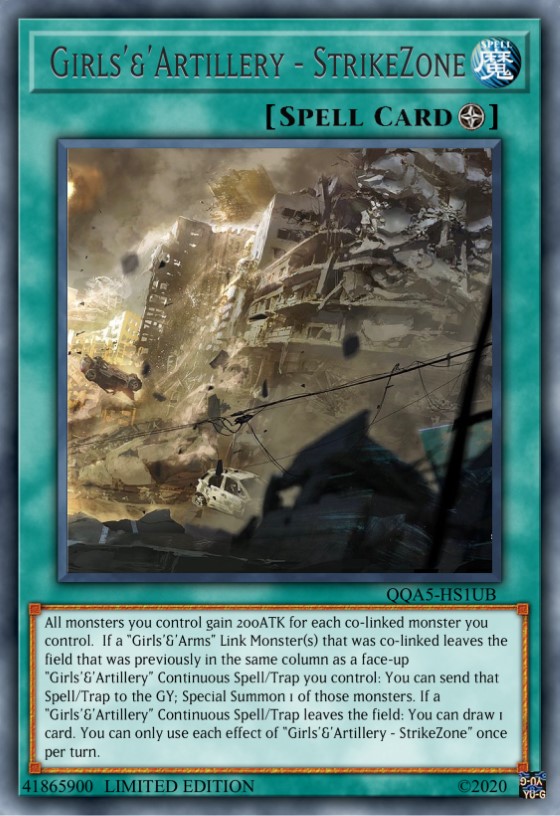 Girls'&'Artillery - StrikeZone
SPELL
魔
[Spell Card]
QQA5-HS1UB
All monsters you control gain 200ATK for each co-linked monster you
control. If a "Girls'&'Arms" Link Monster(s) that was co-linked leaves the
field that was previously in the same column as a face-up
"Girls'&'Artillery" Continuous Spell/Trap you control: You can send that
Spell/Trap to the GY; Special Summon 1 of those monsters. If a
"Girls'&'Artillery" Continuous Spell/Trap leaves the field: You can draw 1
card. You can only use each effect of "Girls'&'Artillery - StrikeZone" once
per turn.
41865900 LIMITED EDITION
©2020